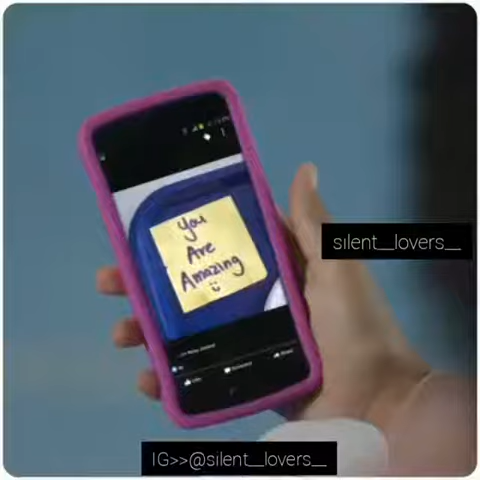 You
Are
Amazing
silent__lovers__
IG>>@silent__lovers__